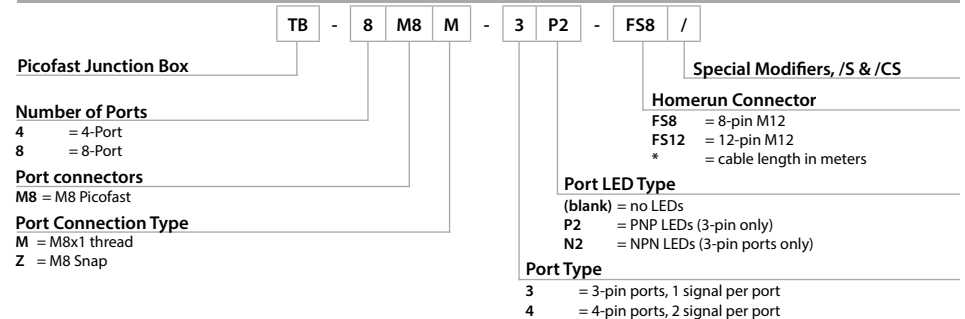 TB - 8 M8 M - 3 P2 - FS8 /
Picofast Junction Box
Number of Ports
4 = 4-Port
8 = 8-Port
Port connectors
M8 = M8 Picofast
Port Connection Type
M = M8x1 thread
Z = M8 Snap
Special Modifiers, /S & /CS
Homerun Connector
FS8 = 8-pin M12
FS12 = 12-pin M12
* = cable length in meters
Port LED Type
(blank) = no LEDs
P2 = PNP LEDs (3-pin only)
N2 = NPN LEDs (3-pin ports only)
Port Type
3 = 3-pin ports, 1 signal per port
4 = 4-pin ports, 2 signal per port